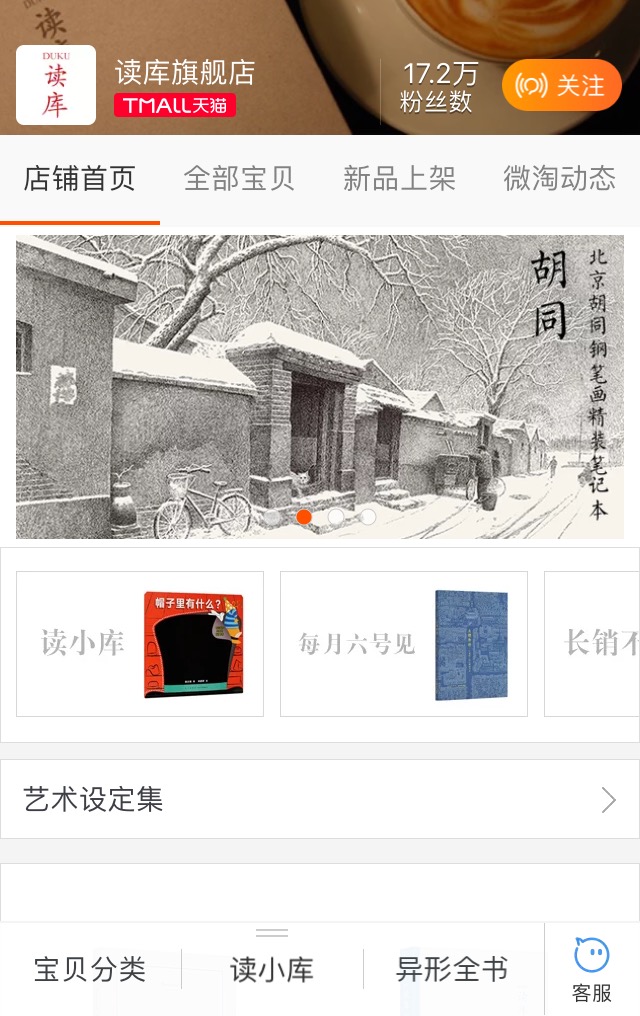 DUKU
读库
读库旗舰店
TMALL天猫
17.2万
粉丝数
关注
店铺首页
全部宝贝
新品上架
微淘动态
胡同
北京胡同钢笔画精装笔记本
读小库
帽子里有什么？
每月六号见
长销不
艺术设定集
宝贝分类
读小库
异形全书
客服